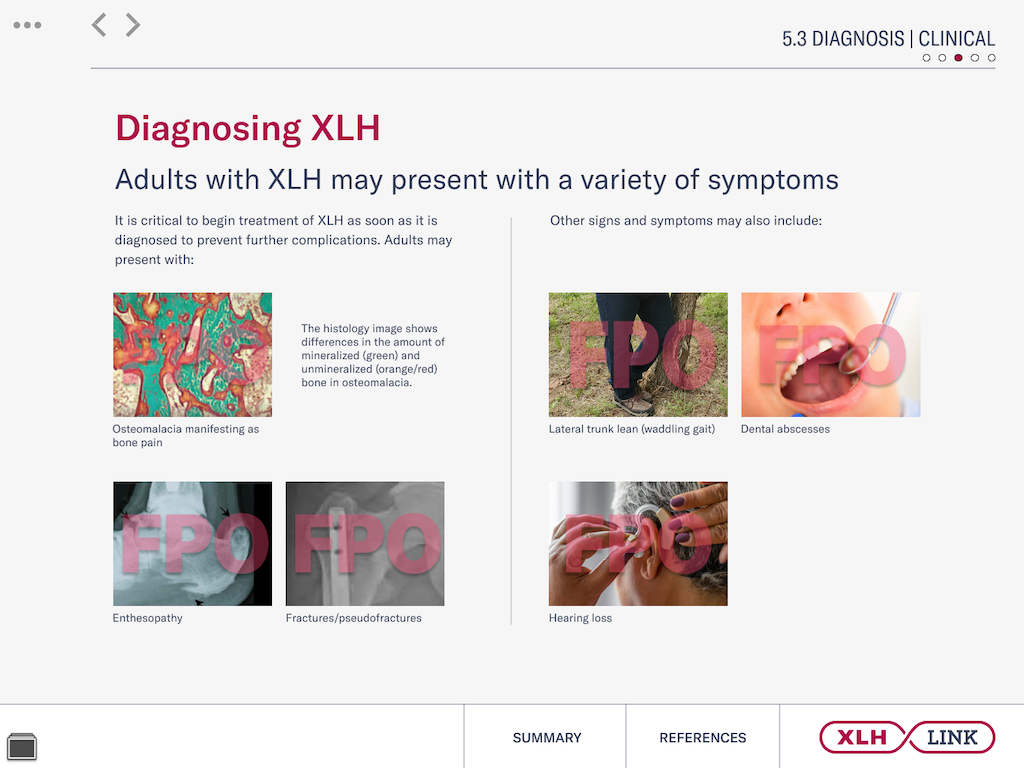 5.3 DIAGNOSIS | CLINICAL
Diagnosing XLH
Adults with XLH may present with a variety of symptoms
It is critical to begin treatment of XLH as soon as it is
diagnosed to prevent further complications. Adults may
present with:
The histology image shows
differences in the amount of
mineralized (green) and
unmineralized (orange/red)
bone in osteomalacia.
Osteomalacia manifesting as
bone pain
FPO
FPO
Enthesopathy
Fractures/pseudofractures
Other signs and symptoms may also include:
FPO
FPO
Lateral trunk lean (waddling gait)
Dental abscesses
FPO
Hearing loss
SUMMARY
REFERENCES
XLH LINK